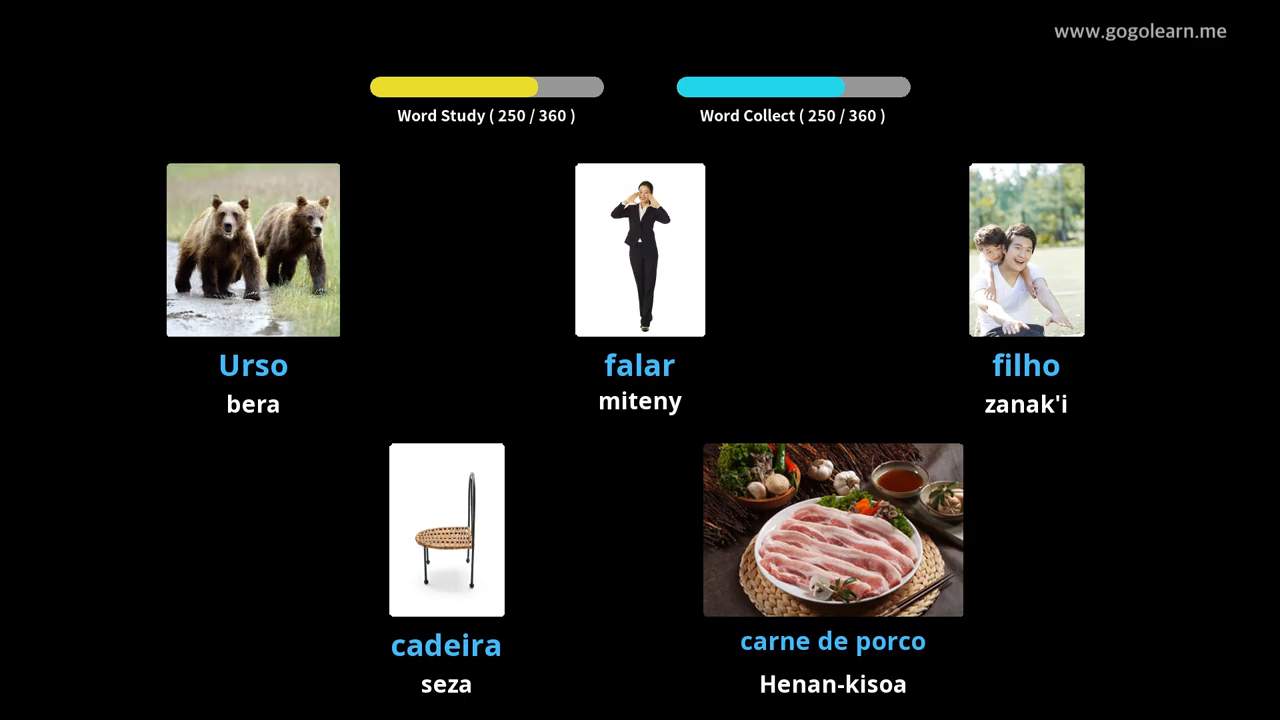 www.gogolearn.me
Word Study ( 250 / 360 )
Word Collect ( 250 / 360 )
Urso
bera
falar
miteny
filho
zanak'i
cadeira
seza
carne de porco
Henan-kisoa